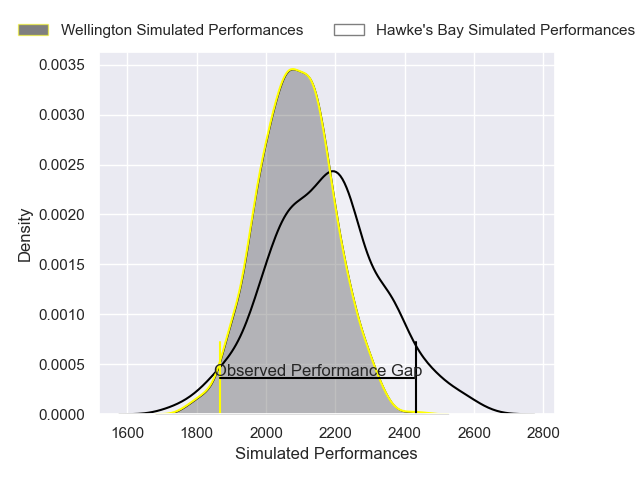 Wellington Simulated Performances
Hawke's Bay Simulated Performances
0.0035
0.0030
0.0025
0.0020
0.0015
0.0010
0.0005
0.0000
Density
Observed Performance Gap
1600 1800 2000 2200 2400 2600 2800
Simulated Performances